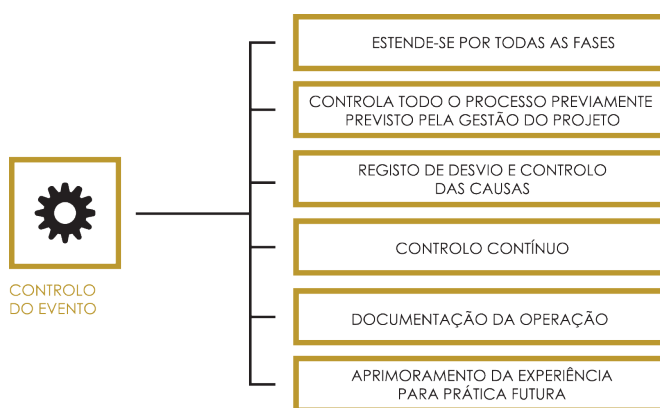 ESTENDE-SE POR TODAS AS FASES
CONTROLA TODO O PROCESSO PREVIAMENTE
PREVISTO PELA GESTÃO DO PROJETO
REGISTO DE DESVIO E CONTROLO
DAS CAUSAS
CONTROLO CONTÍNUO
CONTROLO
DO EVENTO
DOCUMENTAÇÃO DA OPERAÇÃO
APRIMORAMENTO DA EXPERIÊNCIA
PARA PRÁTICA FUTURA